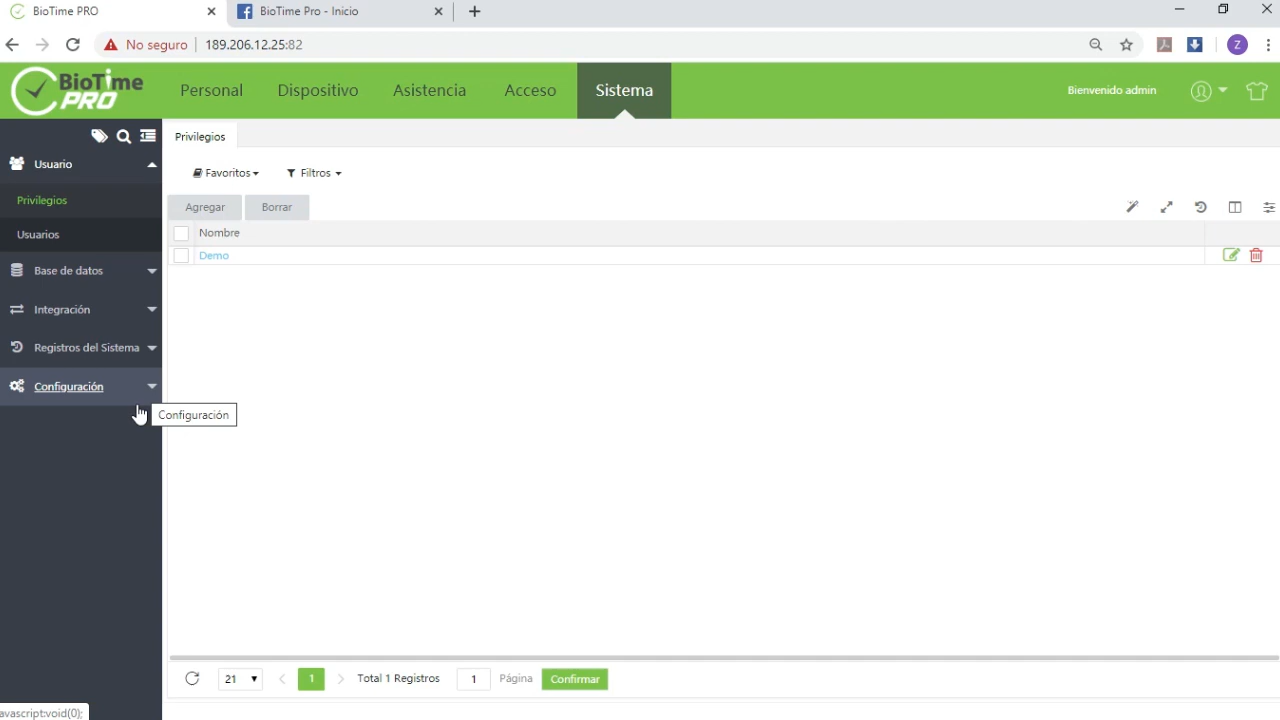 BioTime PRO
BioTime Pro - Inicio
No seguro
189.206.12.25:82
Z
BioTime PRO
Personal
Dispositivo
Asistencia
Acceso
Sistema
Bienvenido admin
Usuario
Privilegios
Usuarios
Base de datos
Integración
Registros del Sistema
Configuración
Configuración
Privilegios
Favoritos
Filtros
Agregar
Borrar
Nombre
Demo
21
1
Total 1 Registros
1
Página
Confirmar
avascript:void(0);